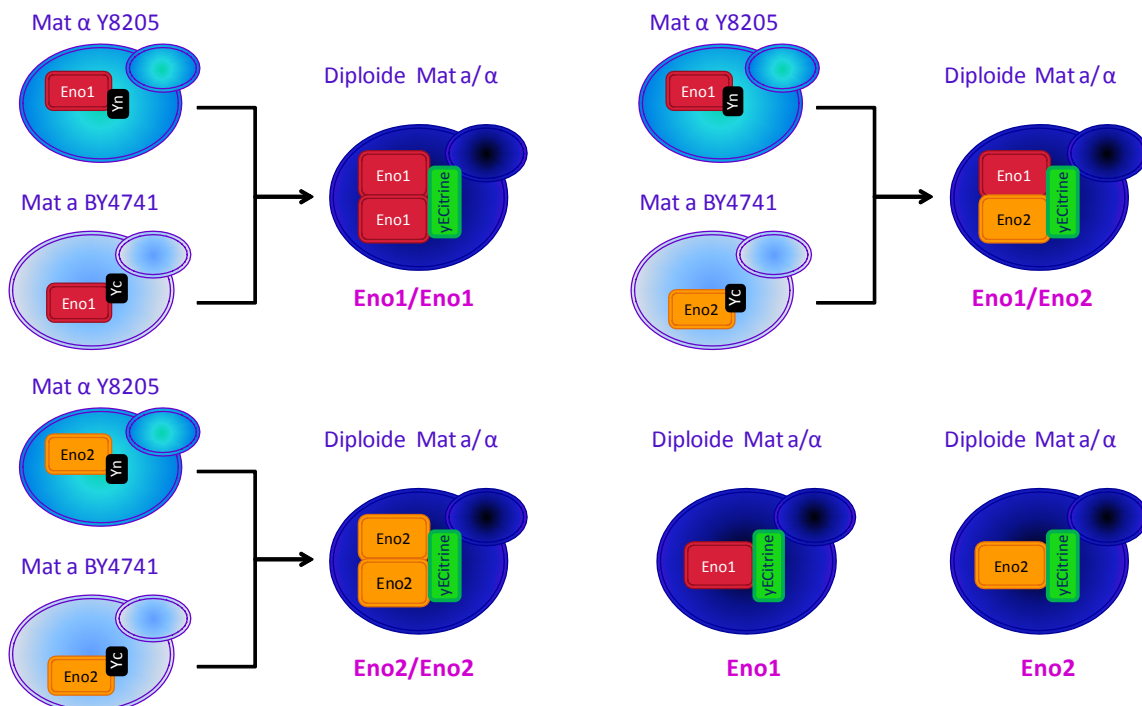 Mat α Y8205
Eno1
Yn
Mat a BY4741
Eno1
Yc
Diploide Mat a/α
Eno1
Eno1
yECitrine
Eno1/Eno1
Mat α Y8205
Eno1
Yn
Mat a BY4741
Eno2
Yc
Diploide Mat a/α
Eno1
Eno2
yECitrine
Eno1/Eno2
Mat α Y8205
Eno2
Yn
Mat a BY4741
Eno2
Yc
Diploide Mat a/α
Eno2
Eno2
yECitrine
Eno2/Eno2
Diploide Mat a/α
Eno1
yECitrine
Eno1
Diploide Mat a/α
Eno2
yECitrine
Eno2